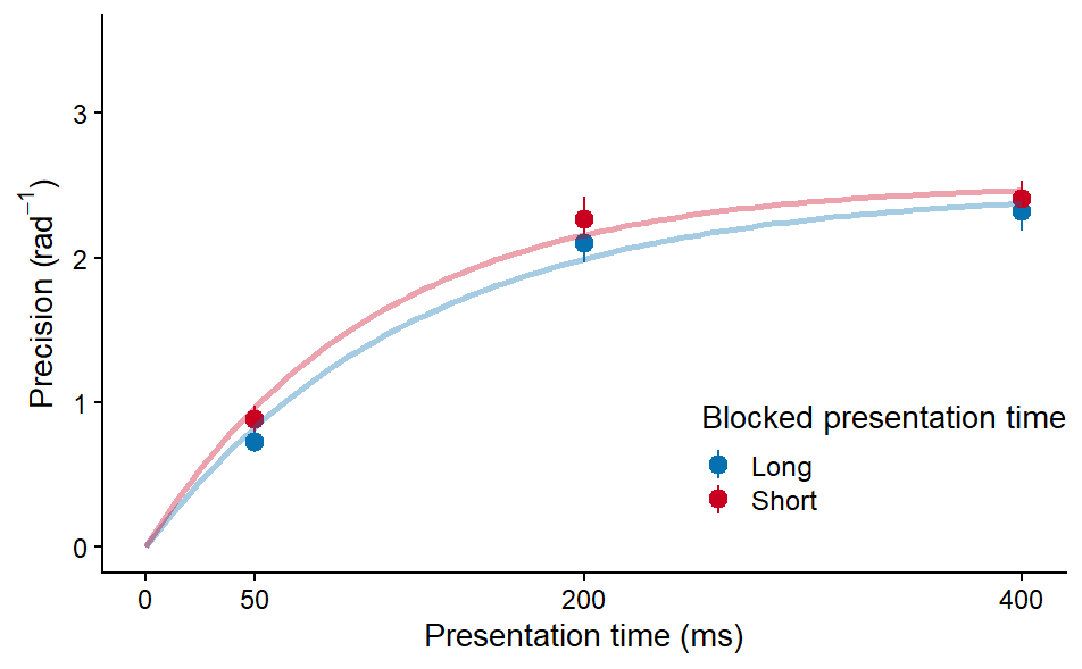 Precision (rad⁻¹)
3
2
1
0
0 50 200 400
Presentation time (ms)
Blocked presentation time
Long
Short